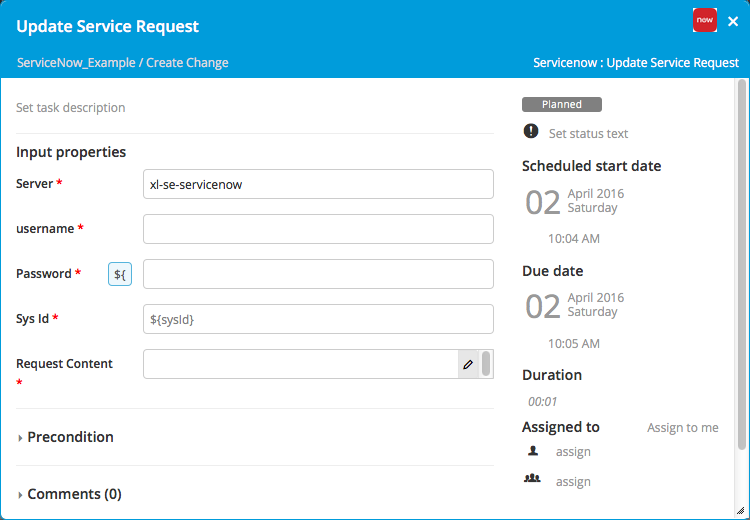 Update Service Request
now
ServiceNow_Example / Create Change
Servicenow : Update Service Request
Set task description
Input properties
Server *
xl-se-servicenow
username *
Password *
${
Sys Id *
${sysId}
Request Content
*
Precondition
Comments (0)
Planned
Set status text
Scheduled start date
02
April 2016
Saturday
10:04 AM
Due date
02
April 2016
Saturday
10:05 AM
Duration
00:01
Assigned to
Assign to me
assign
assign